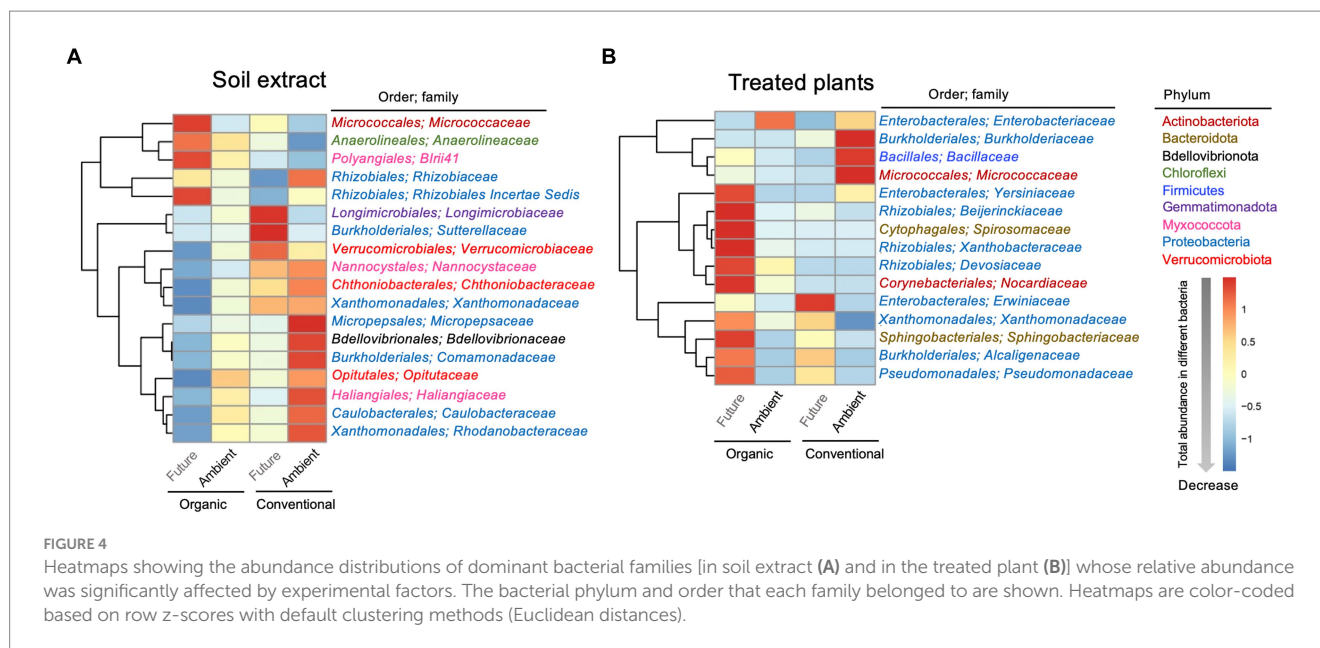 A
Soil extract
Order; family
Micrococcales; Micrococcaceae
Anaerolineales; Anaerolineaceae
Polyangiales; BIrii41
Rhizobiales; Rhizobiaceae
Rhizobiales; Rhizobiales Incertae Sedis
Longimicrobiales; Longimicrobiaceae
Burkholderiales; Sutterellaceae
Verrucomicrobiales; Verrucomicrobiaceae
Nannocystales; Nannocystaceae
Chthoniobacterales; Chthoniobacteraceae
Xanthomonadales; Xanthomonadaceae
Micropepsales; Micropepsaceae
Bdellovibrionales; Bdellovibrionaceae
Burkholderiales; Comamonadaceae
Opitutales; Opitutaceae
Haliangiales; Haliangiaceae
Caulobacterales; Caulobacteraceae
Xanthomonadales; Rhodanobacteraceae
Future Ambient Future Ambient
Organic Conventional
B
Treated plants
Order; family
Enterobacterales; Enterobacteriaceae
Burkholderiales; Burkholderiaceae
Bacillales; Bacillaceae
Micrococcales; Micrococcaceae
Enterobacterales; Yersiniaceae
Rhizobiales; Beijerinckiaceae
Cytophagales; Spirosomaceae
Rhizobiales; Xanthobacteraceae
Rhizobiales; Devosiaceae
Corynebacteriales; Nocardiaceae
Enterobacterales; Erwiniaceae
Xanthomonadales; Xanthomonadaceae
Sphingobacteriales; Sphingobacteriaceae
Burkholderiales; Alcaligenaceae
Pseudomonadales; Pseudomonadaceae
Future Ambient Future Ambient
Organic Conventional
Phylum
Actinobacteriota
Bacteroidota
Bdellovibrionota
Chloroflexi
Firmicutes
Gemmatimonadota
Myxococcota
Proteobacteria
Verrucomicrobiota
Total abundance in different bacteria
1
0.5
0
−0.5
−1
Decrease
FIGURE 4
Heatmaps showing the abundance distributions of dominant bacterial families [in soil extract (A) and in the treated plant (B)] whose relative abundance
was significantly affected by experimental factors. The bacterial phylum and order that each family belonged to are shown. Heatmaps are color-coded
based on row z-scores with default clustering methods (Euclidean distances).